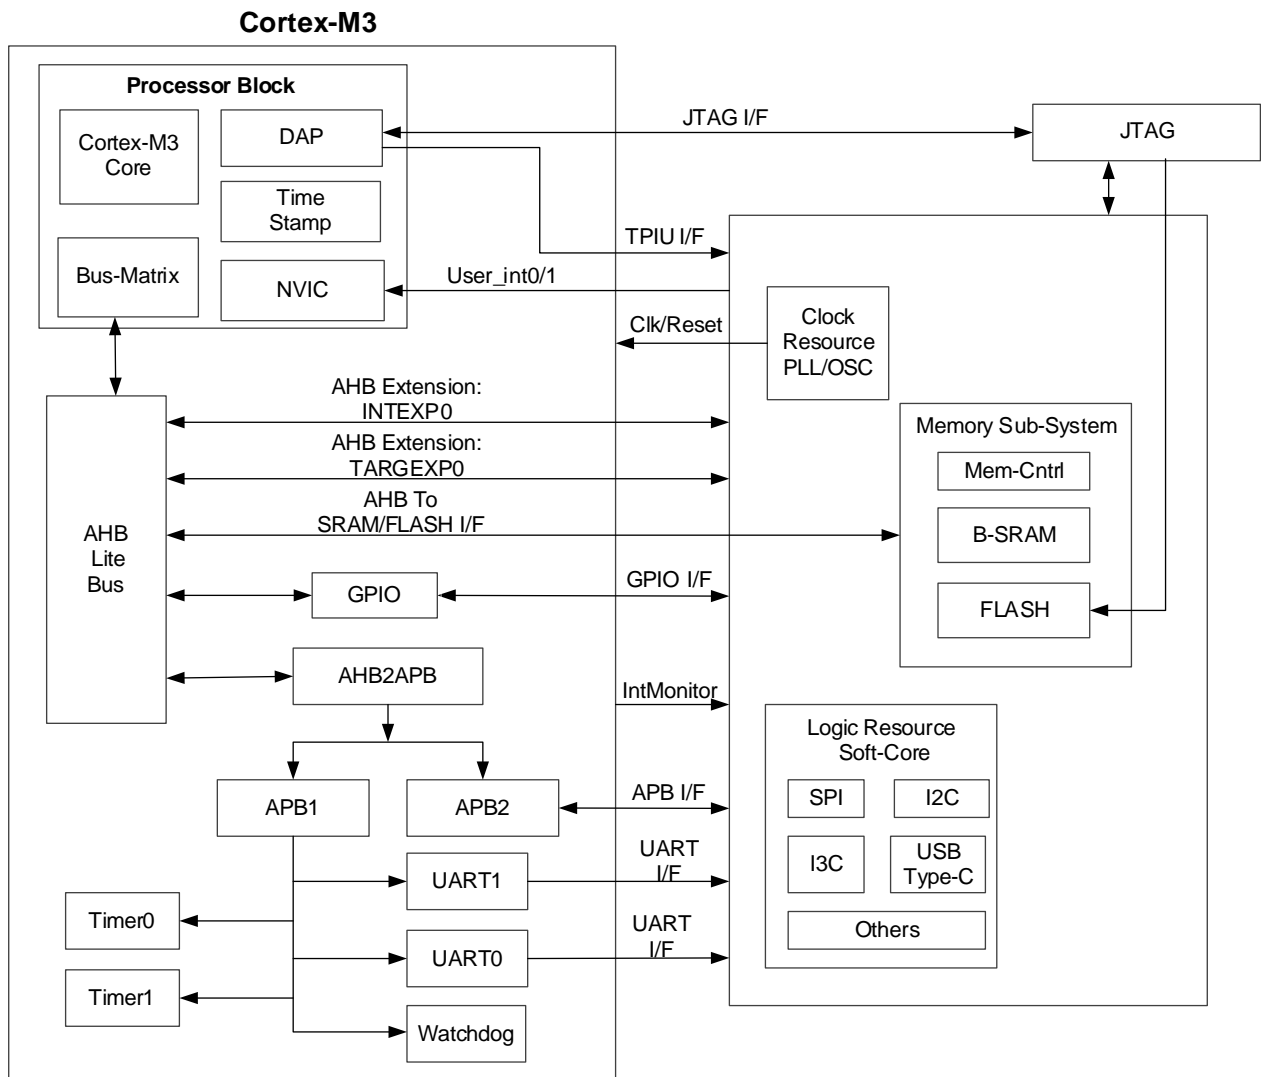 Cortex-M3
Processor Block
Cortex-M3
Core
DAP
Time
Stamp
Bus-Matrix
NVIC
JTAG I/F
JTAG
TPIU I/F
User_int0/1
Clk/Reset
Clock
Resource
PLL/OSC
AHB Extension:
INTEXP0
AHB Extension:
TARGEXP0
AHB To
SRAM/FLASH I/F
Memory Sub-System
Mem-Cntrl
B-SRAM
FLASH
AHB
Lite
Bus
GPIO
GPIO I/F
AHB2APB
IntMonitor
Logic Resource
Soft-Core
SPI
I2C
I3C
USB
Type-C
Others
APB1
APB2
APB I/F
UART1
UART
I/F
Timer0
UART0
UART
I/F
Timer1
Watchdog